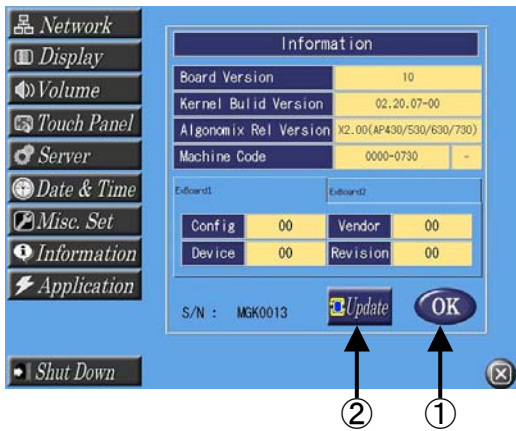 Network
Display
Volume
Touch Panel
Server
Date & Time
Misc. Set
Information
Application
Shut Down
Information
Board Version 10
Kernel Bulid Version 02.20.07-00
Algonomix Rel Version X2.00(AP430/530/630/730)
Machine Code 0000-0730 -
ExBoard1 ExBoard2
Config 00 Vendor 00
Device 00 Revision 00
S/N : MGK0013 Update OK
② ①